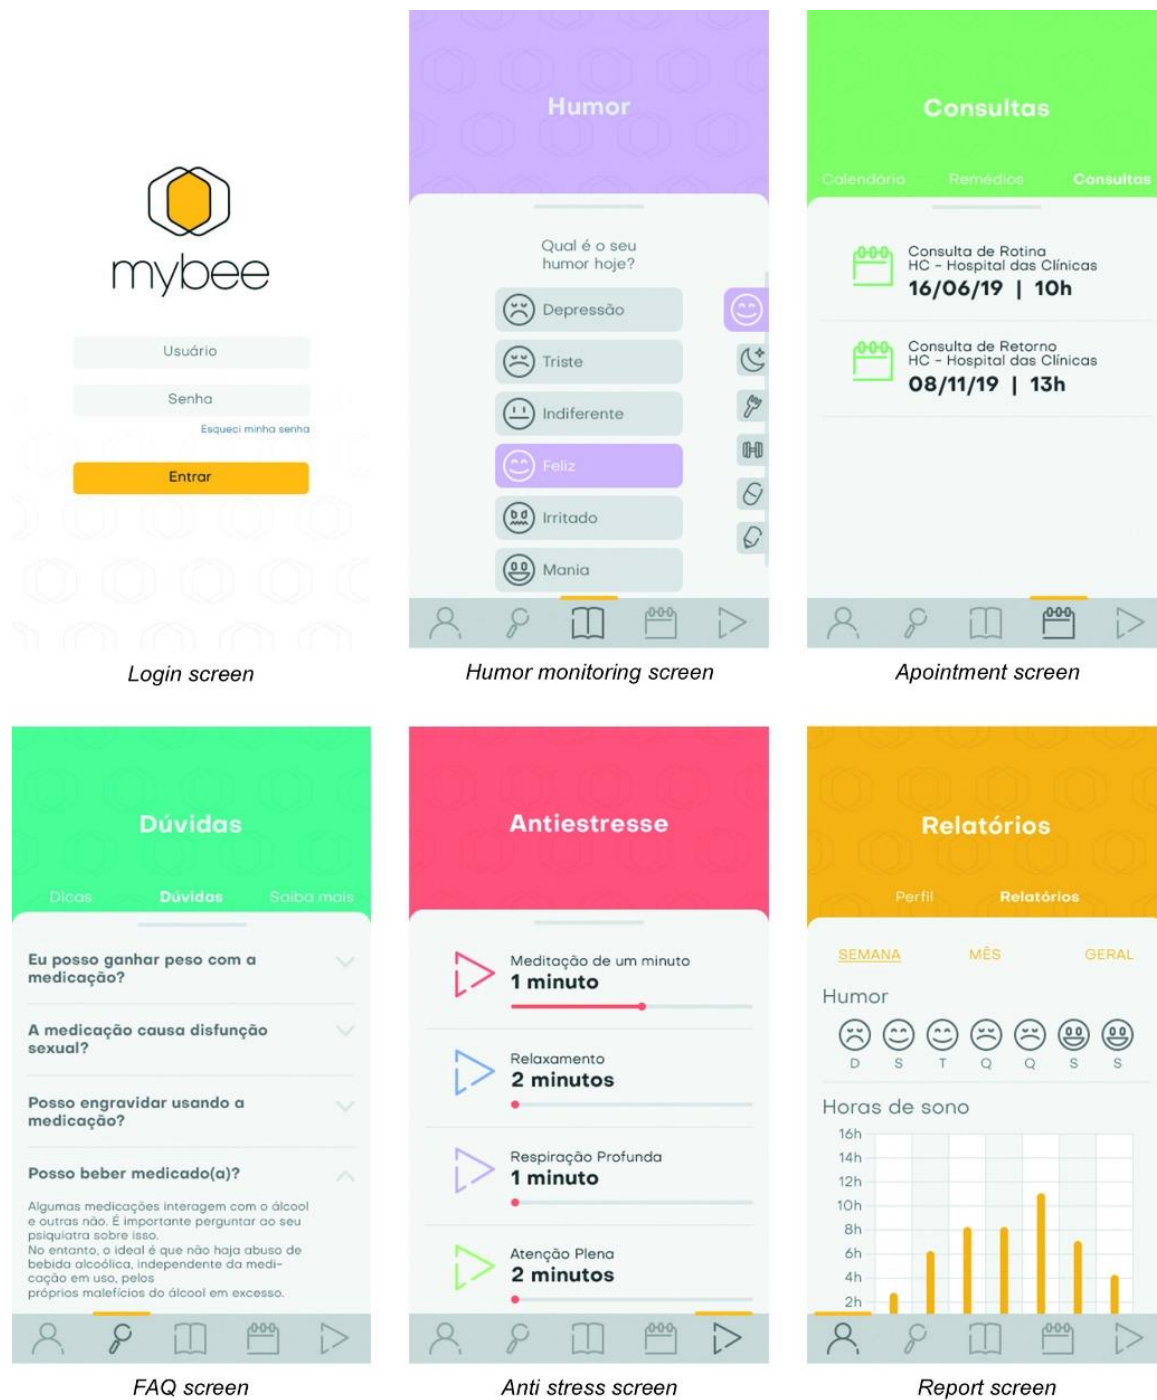 mybee
Usuário
Senha
Esqueci minha senha
Entrar
Login screen
Humor
Qual é o seu
humor hoje?
Depressão
Triste
Indiferente
Feliz
Irritado
Mania
Humor monitoring screen
Consultas
Calendário Remédios Consultas
Consulta de Rotina
HC - Hospital das Clínicas
16/06/19 | 10h
Consulta de Retorno
HC - Hospital das Clínicas
08/11/19 | 13h
Apointment screen
Dúvidas
Dicas Dúvidas Saiba mais
Eu posso ganhar peso com a
medicação?
A medicação causa disfunção
sexual?
Posso engravidar usando a
medicação?
Posso beber medicado(a)?
Algumas medicações interagem com o álcool
e outras não. É importante perguntar ao seu
psiquiatra sobre isso.
No entanto, o ideal é que não haja abuso de
bebida alcoólica, independente da medi-
cação em uso, pelos
próprios malefícios do álcool em excesso.
FAQ screen
Antiestresse
Meditação de um minuto
1 minuto
Relaxamento
2 minutos
Respiração Profunda
1 minuto
Atenção Plena
2 minutos
Anti stress screen
Relatórios
Perfil Relatórios
SEMANA MÊS GERAL
Humor
D S T Q Q S S
Horas de sono
16h
14h
12h
10h
8h
6h
4h
2h
Report screen